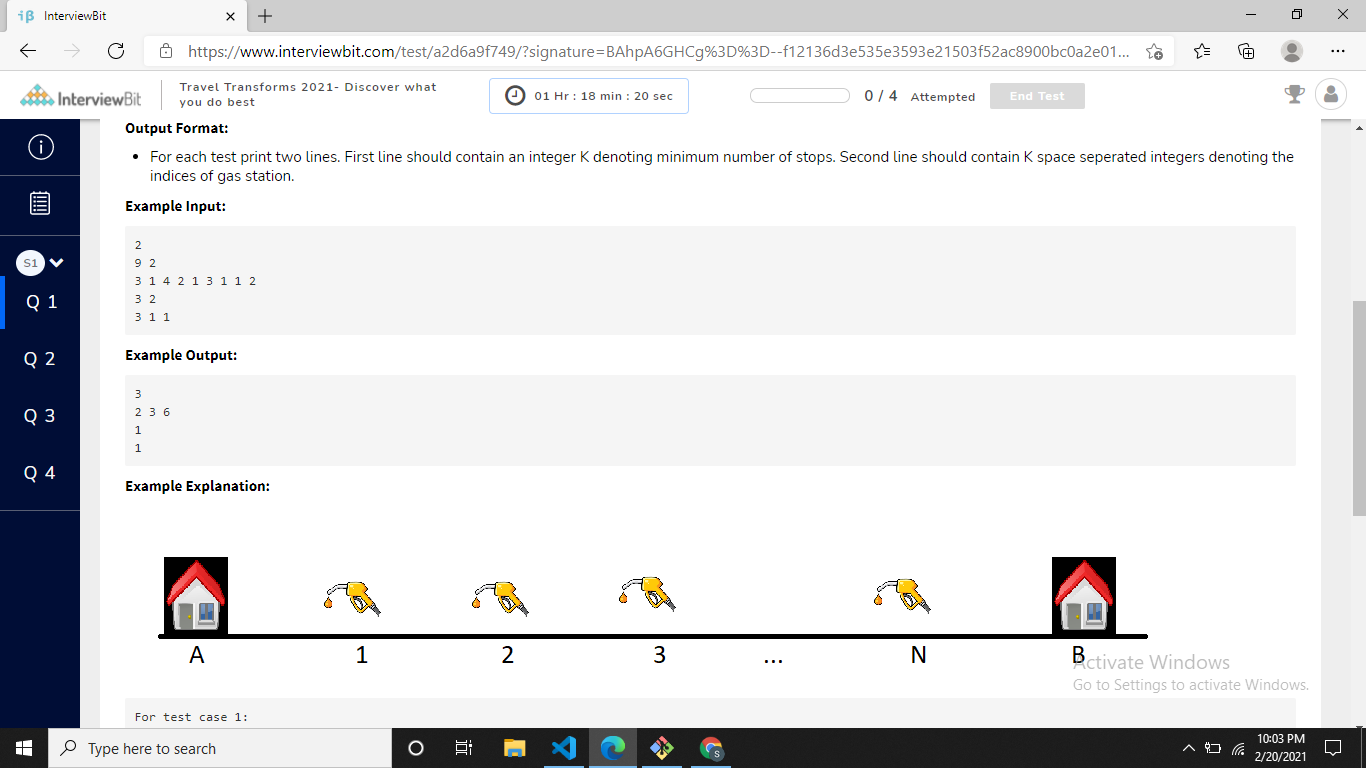 InterviewBit
https://www.interviewbit.com/test/a2d6a9f749/?signature=BAhpA6GHCg%3D%3D--f12136d3e535e3593e21503f52ac8900bc0a2e01...
InterviewBit
Travel Transforms 2021- Discover what
you do best
01 Hr : 18 min : 20 sec
0 / 4 Attempted
End Test
S1
Q 1
Q 2
Q 3
Q 4
Output Format:
• For each test print two lines. First line should contain an integer K denoting minimum number of stops. Second line should contain K space seperated integers denoting the
indices of gas station.
Example Input:
2
9 2
3 1 4 2 1 3 1 1 2
3 2
3 1 1
Example Output:
3
2 3 6
1
1
Example Explanation:
A 1 2 3 ... N B
Activate Windows
Go to Settings to activate Windows.
For test case 1:
Type here to search
S
10:03 PM
2/20/2021